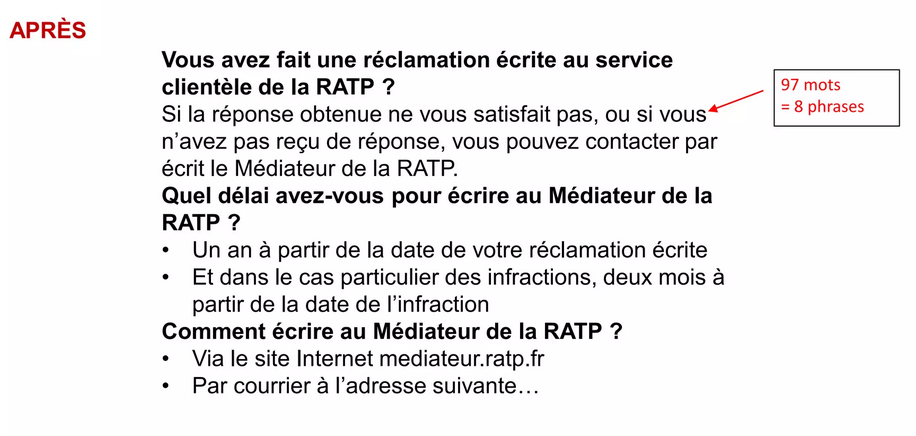 APRÈS
Vous avez fait une réclamation écrite au service
clientèle de la RATP ?
Si la réponse obtenue ne vous satisfait pas, ou si vous
n’avez pas reçu de réponse, vous pouvez contacter par
écrit le Médiateur de la RATP.
Quel délai avez-vous pour écrire au Médiateur de la
RATP ?
• Un an à partir de la date de votre réclamation écrite
• Et dans le cas particulier des infractions, deux mois à
partir de la date de l’infraction
Comment écrire au Médiateur de la RATP ?
• Via le site Internet mediateur.ratp.fr
• Par courrier à l’adresse suivante…
97 mots
= 8 phrases